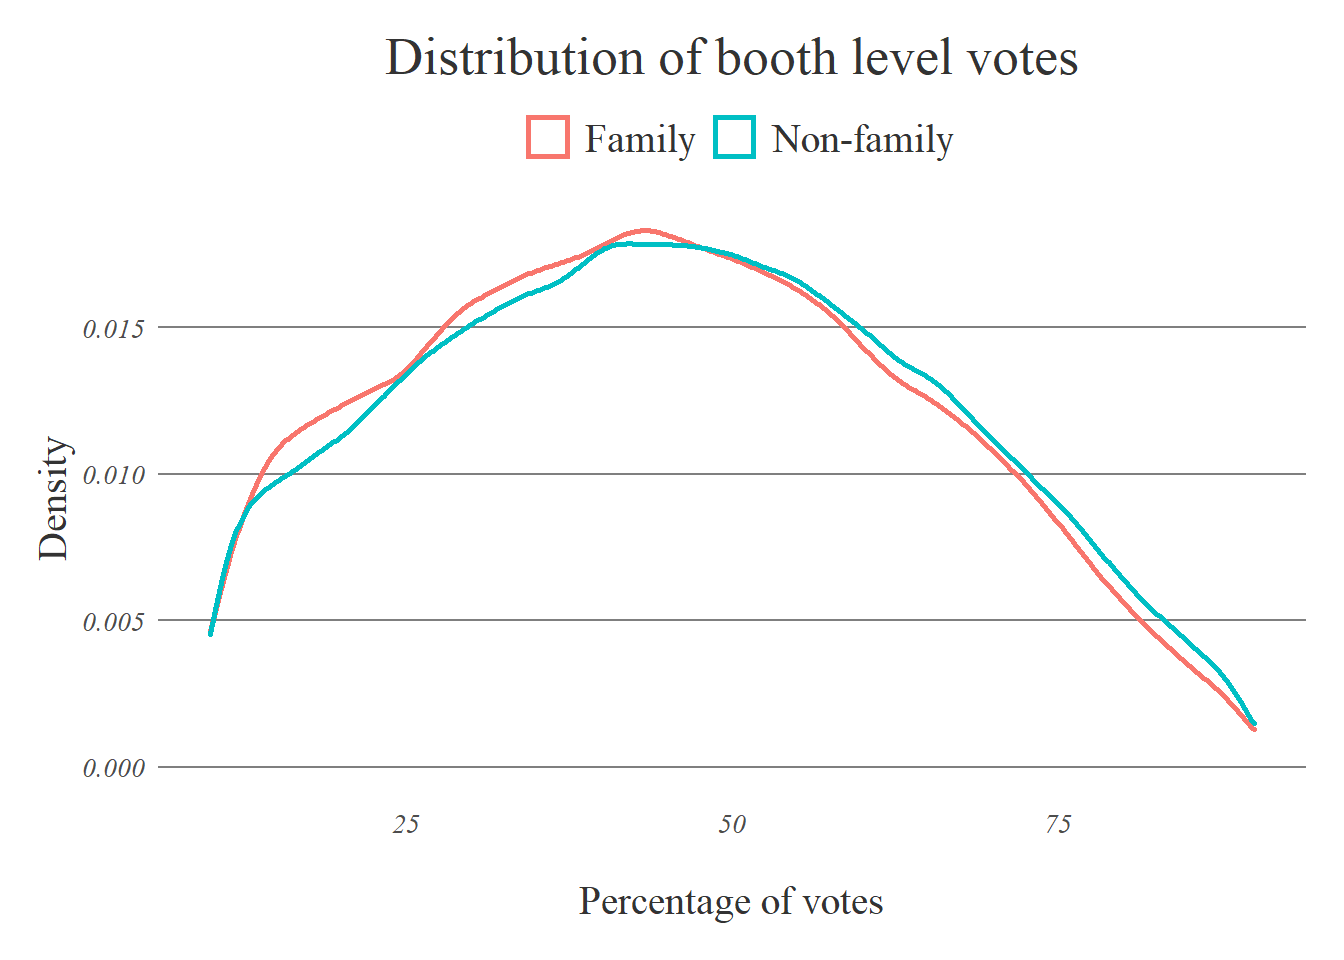 Distribution of booth level votes
Family Non-family
Density
0.015
0.010
0.005
0.000
25 50 75
Percentage of votes